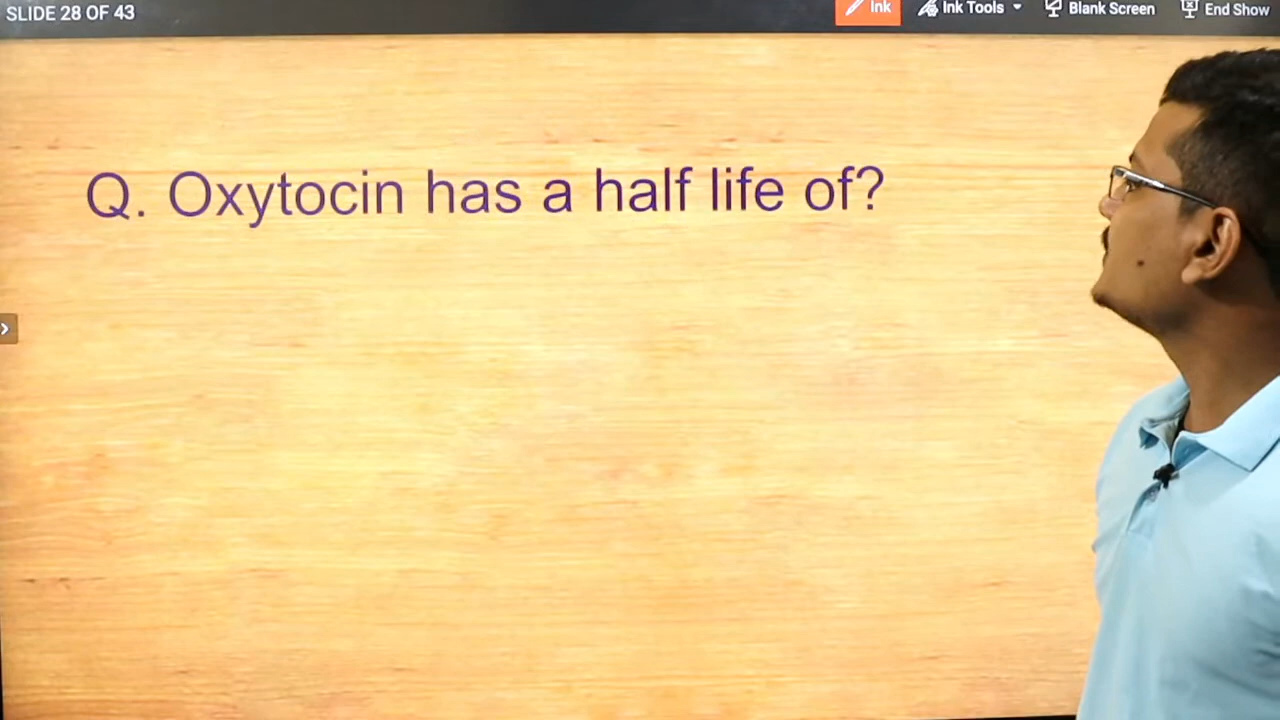 SLIDE 28 OF 43
Ink
Ink Tools
Blank Screen
End Show
Q. Oxytocin has a half life of?